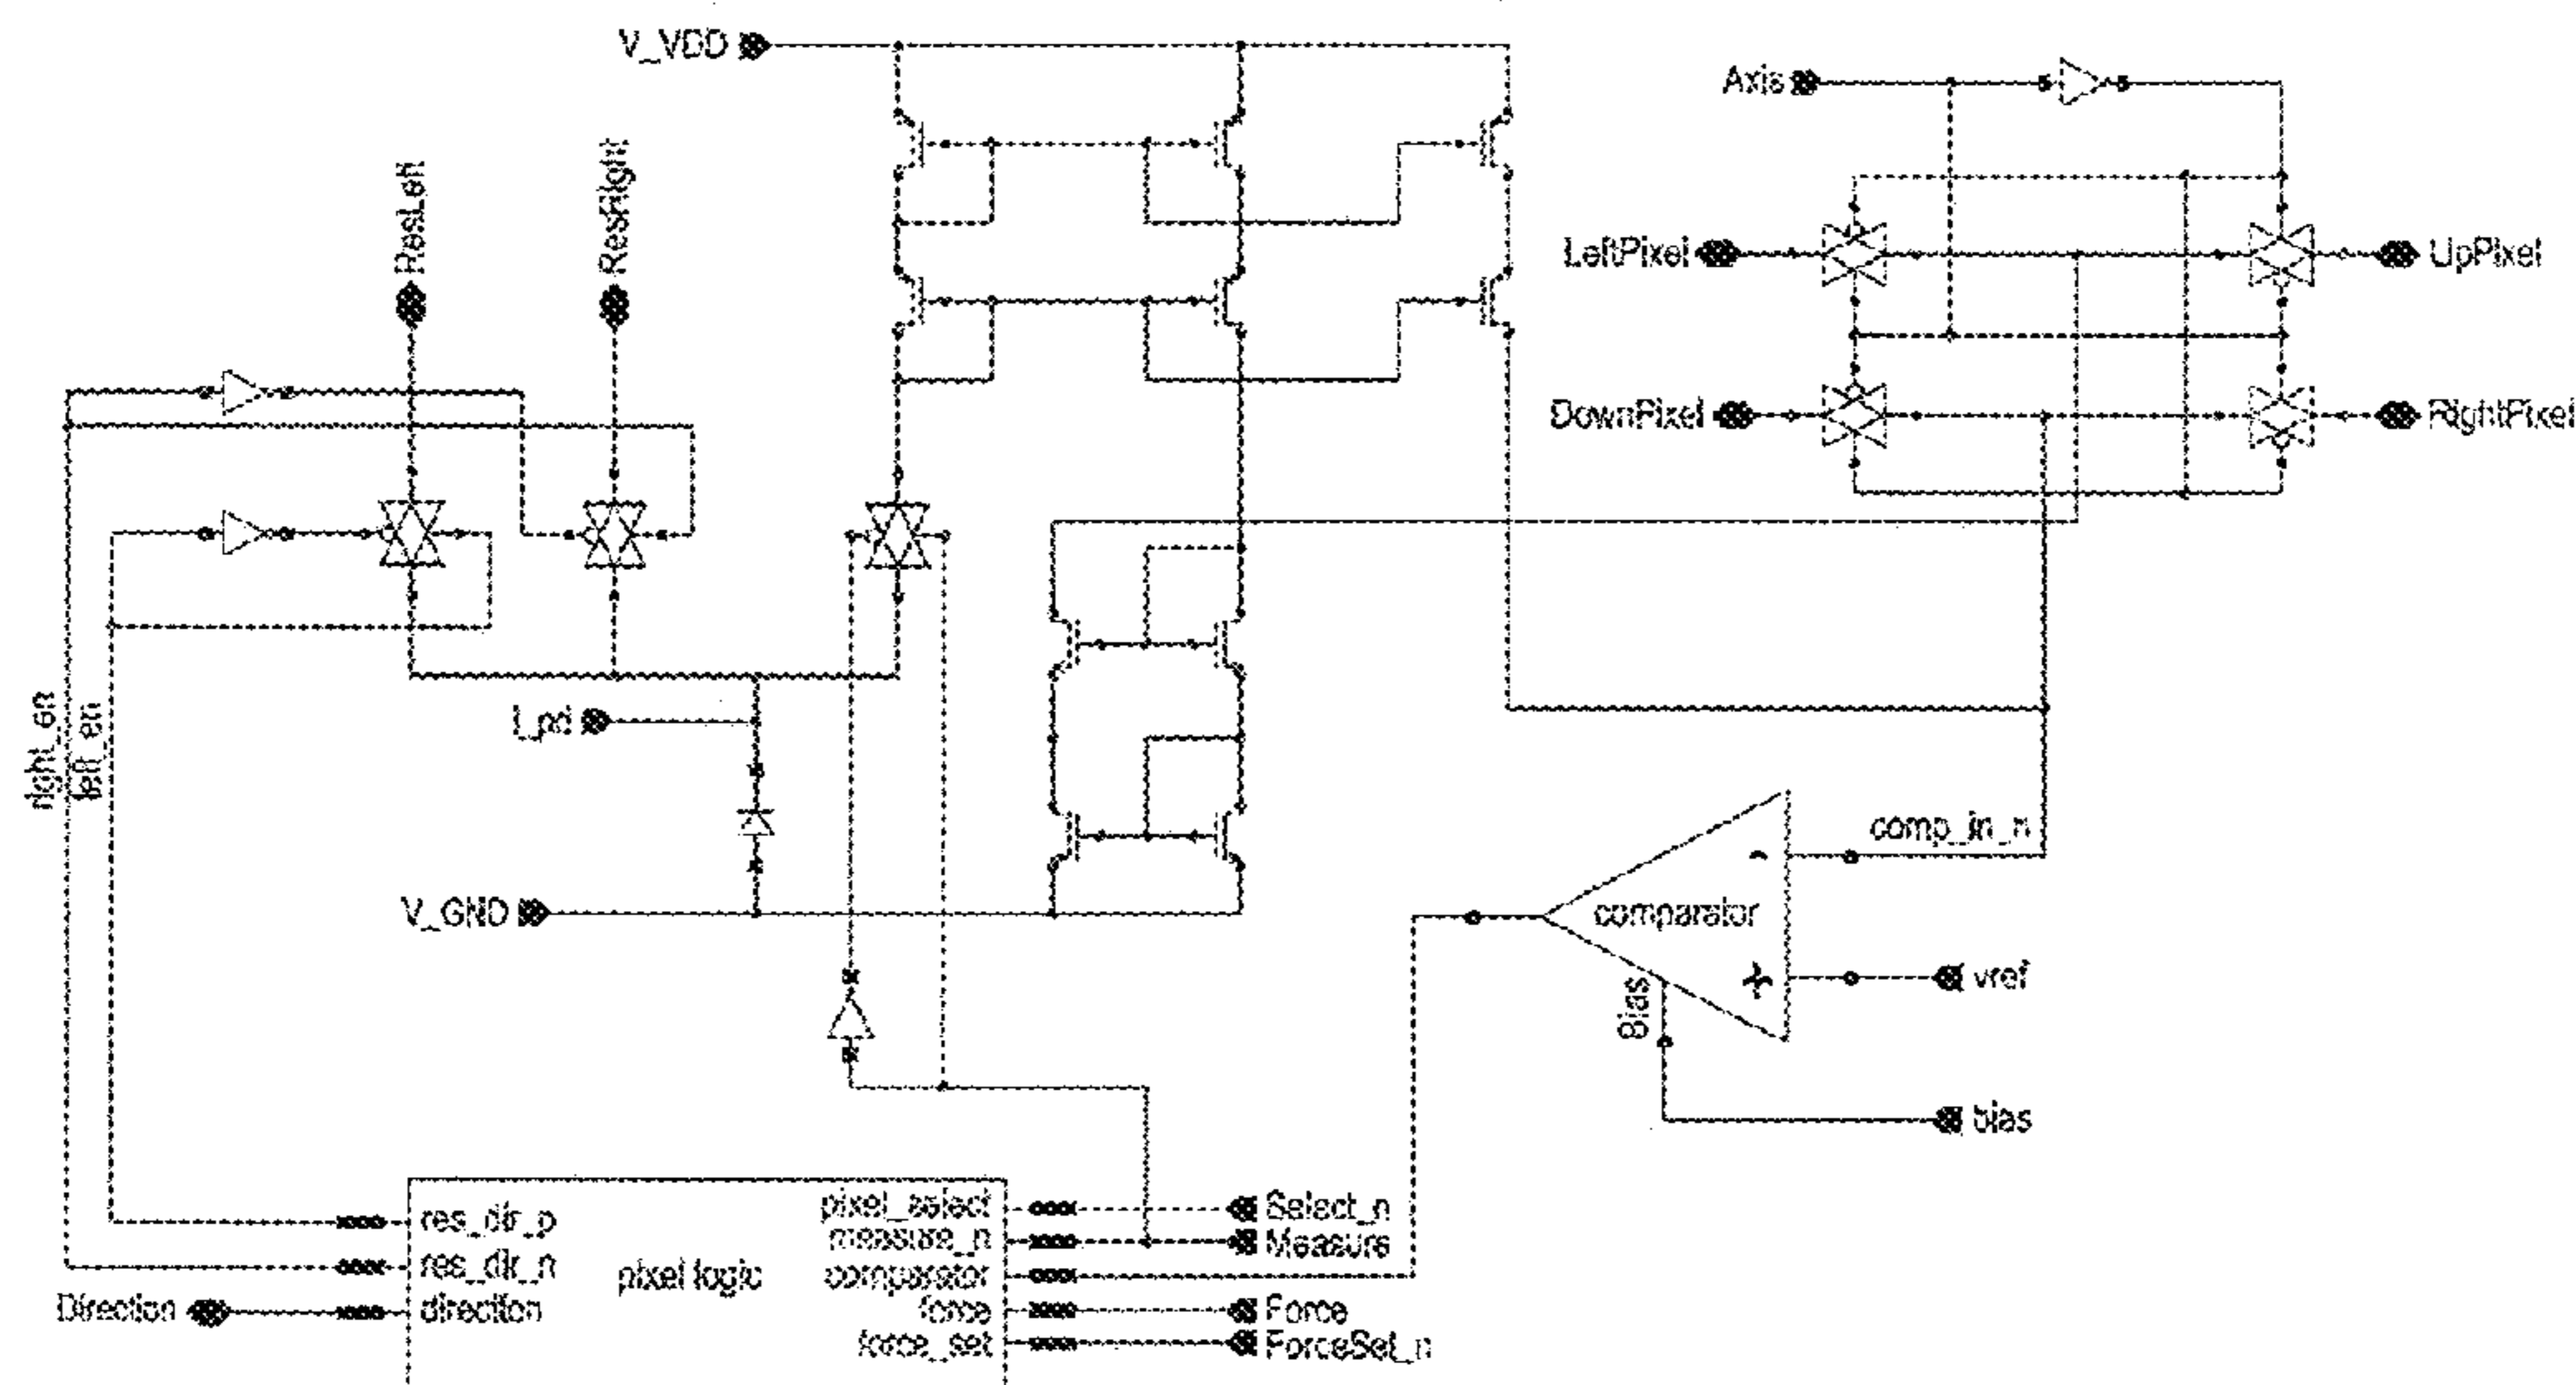 V_VDD
Axis
ResLeft
ResRight
LeftPixel
UpPixel
DownPixel
RightPixel
right_en
left_en
I_pd
comp_in_n
-
comparator
V_GND
+
vref
Bias
bias
pixel_select
Select_n
res_dir_p
measure_n
Measure
res_dir_n
pixel logic
comparator
Direction
direction
force
Force
force_set
ForceSet_n